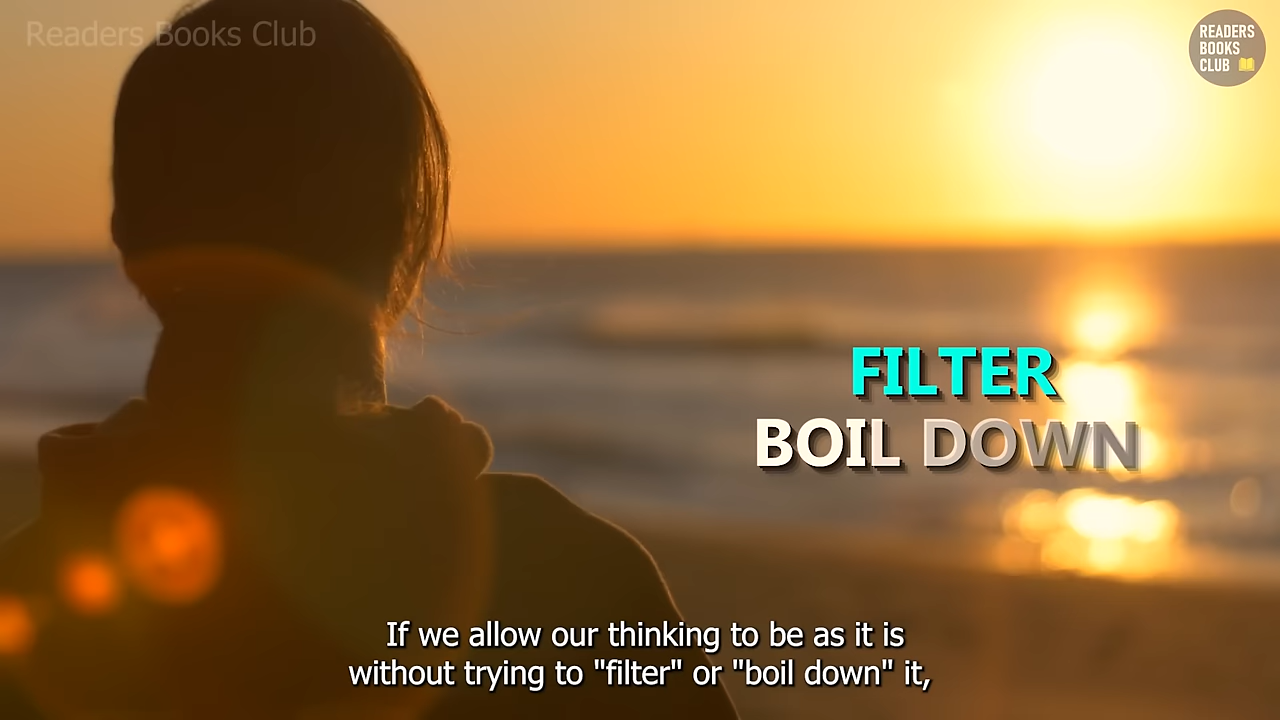 Readers Books Club
READERS
BOOKS
CLUB
FILTER
BOIL DOWN
If we allow our thinking to be as it is
without trying to "filter" or "boil down" it,